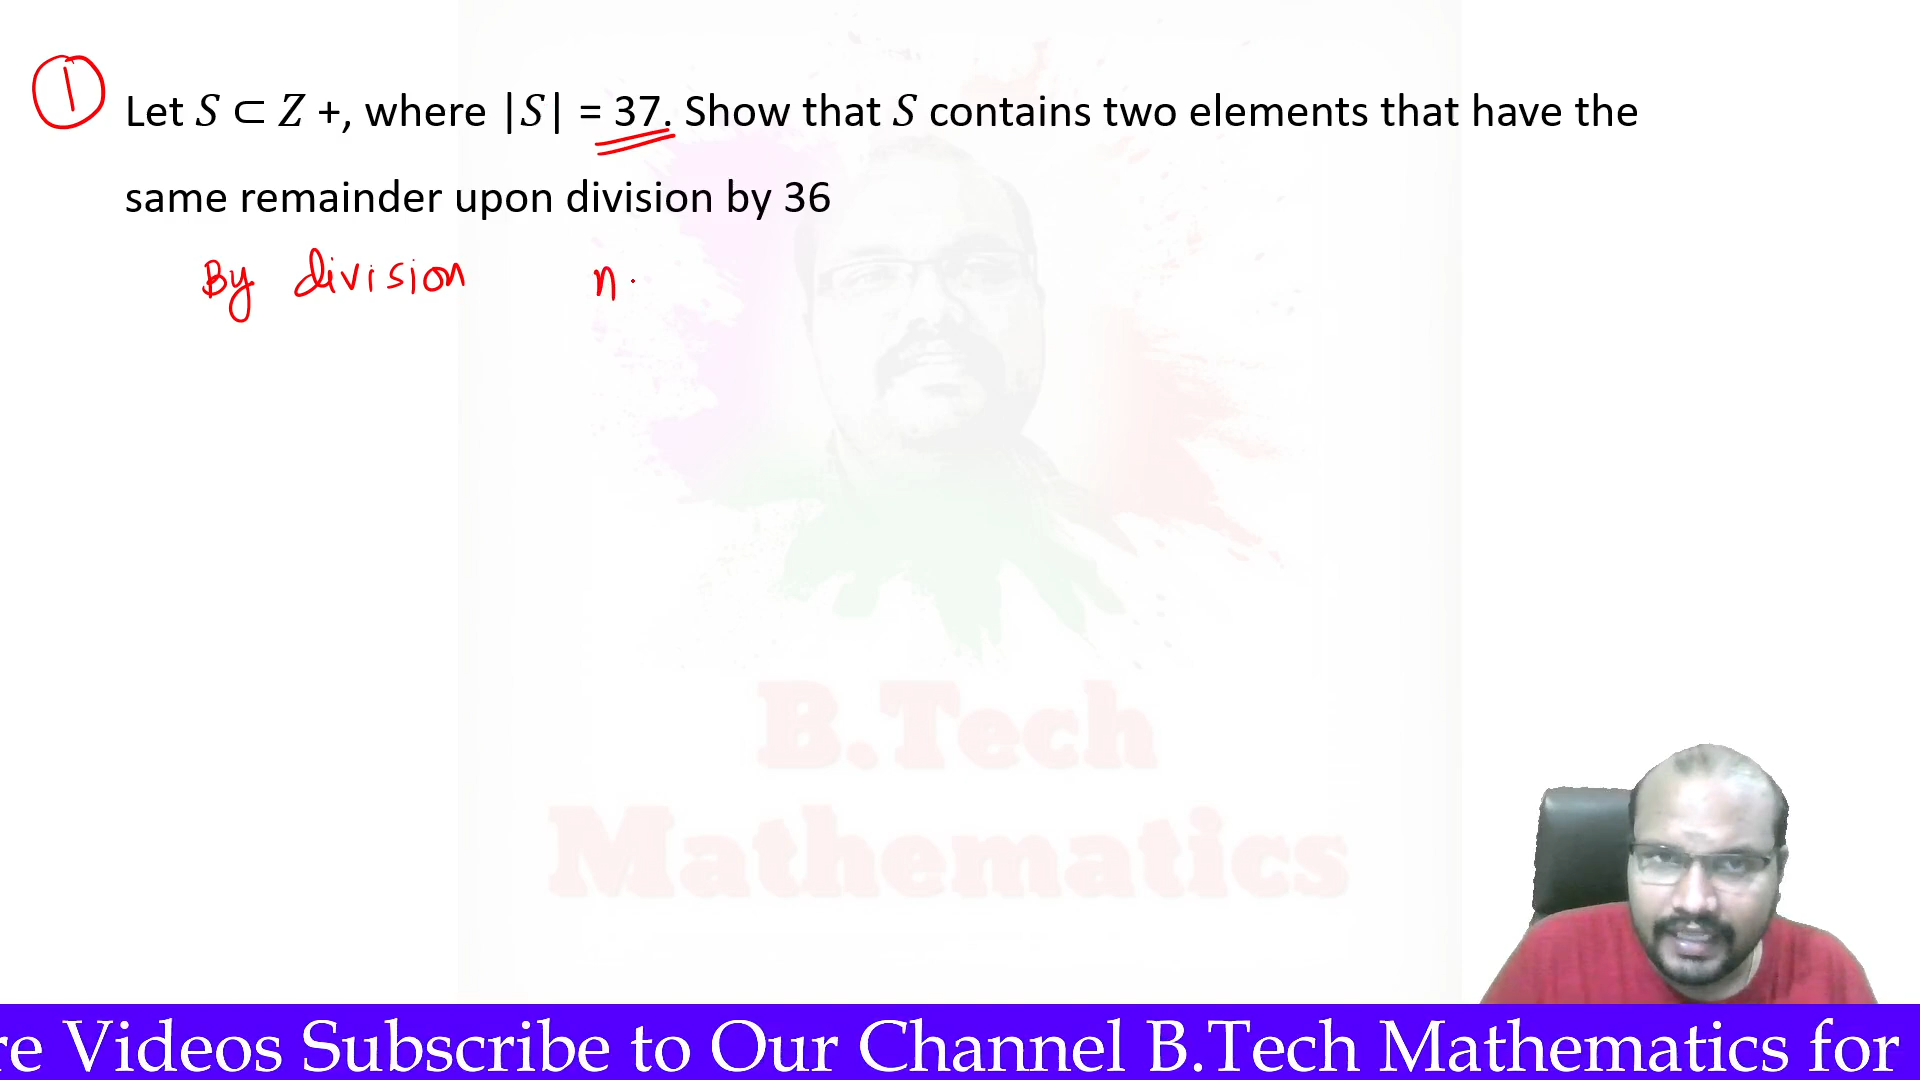 1
Let S ⊂ Z +, where |S| = 37. Show that S contains two elements that have the
same remainder upon division by 36
By division n.
B.Tech
Mathematics
re Videos Subscribe to Our Channel B.Tech Mathematics for